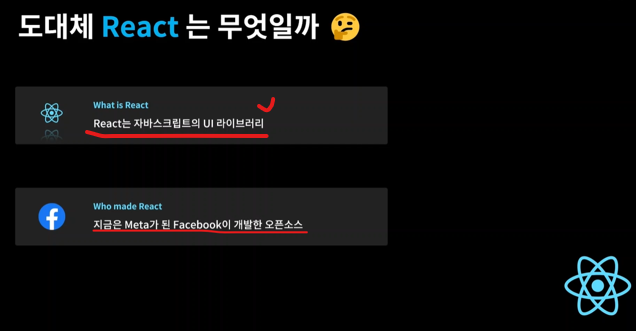 도대체 React 는 무엇일까 🤔
What is React
React는 자바스크립트의 UI 라이브러리
Who made React
지금은 Meta가 된 Facebook이 개발한 오픈소스